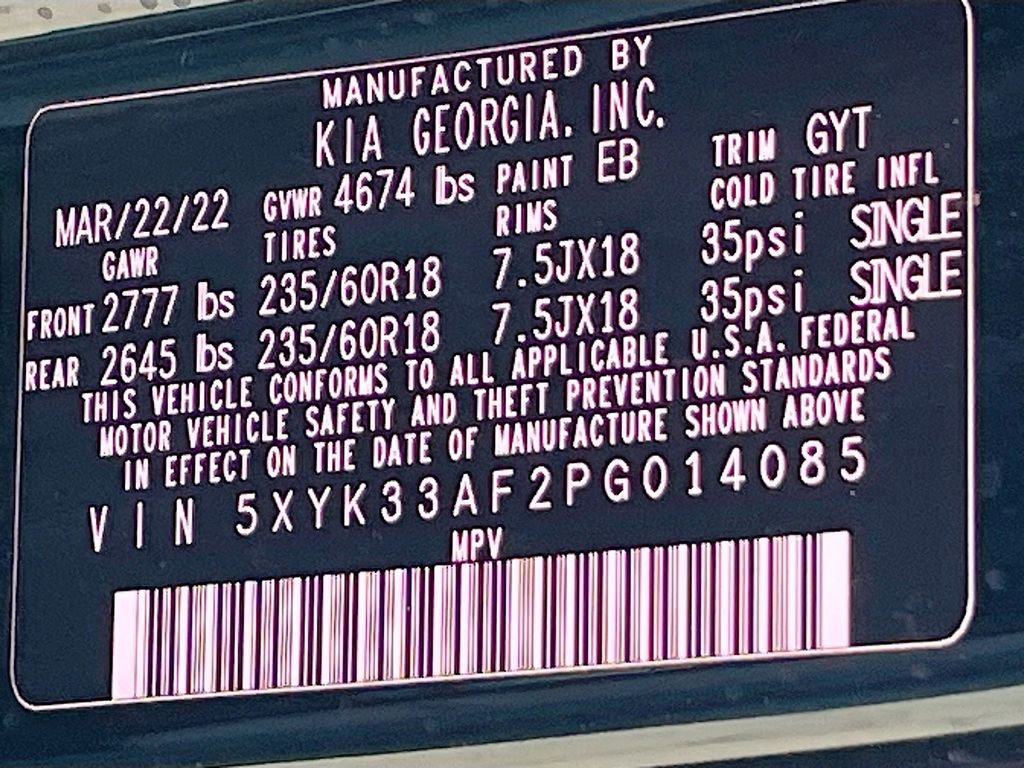 MANUFACTURED BY
KIA GEORGIA. INC.
MAR/22/22 GVWR 4674 lbs PAINT EB TRIM GYT
GAWR TIRES RIMS COLD TIRE INFL
FRONT 2777 lbs 235/60R18 7.5JX18 35psi SINGLE
REAR 2645 lbs 235/60R18 7.5JX18 35psi SINGLE
THIS VEHICLE CONFORMS TO ALL APPLICABLE U.S.A. FEDERAL
MOTOR VEHICLE SAFETY AND THEFT PREVENTION STANDARDS
IN EFFECT ON THE DATE OF MANUFACTURE SHOWN ABOVE
VIN 5XYK33AF2PG014085
MPV